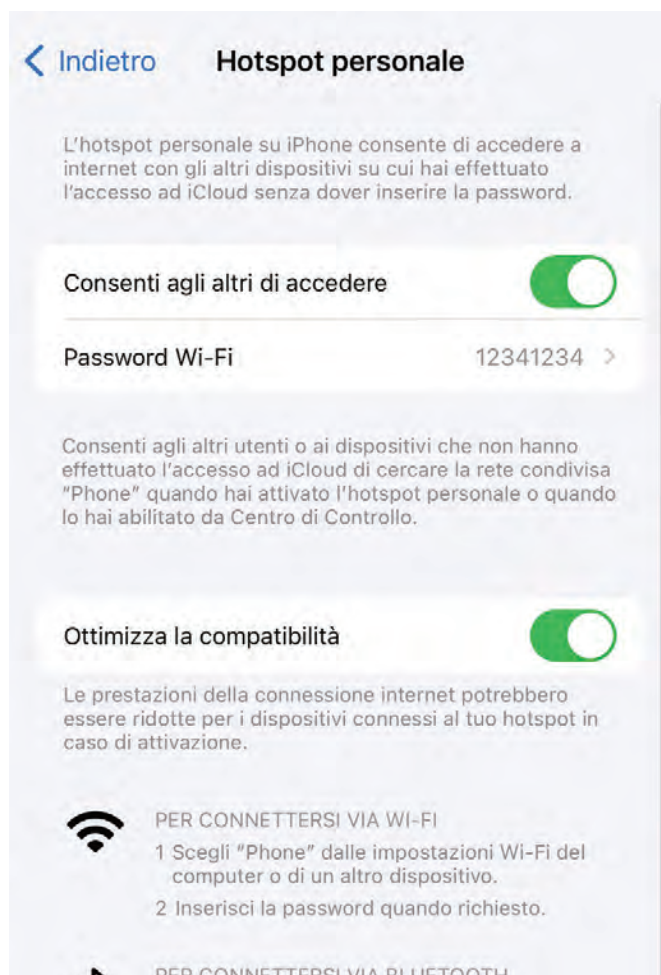 Indietro Hotspot personale
L'hotspot personale su iPhone consente di accedere a
internet con gli altri dispositivi su cui hai effettuato
l'accesso ad iCloud senza dover inserire la password.
Consenti agli altri di accedere
Password Wi-Fi 12341234
Consenti agli altri utenti o ai dispositivi che non hanno
effettuato l'accesso ad iCloud di cercare la rete condivisa
"Phone" quando hai attivato l'hotspot personale o quando
lo hai abilitato da Centro di Controllo.
Ottimizza la compatibilità
Le prestazioni della connessione internet potrebbero
essere ridotte per i dispositivi connessi al tuo hotspot in
caso di attivazione.
PER CONNETTERSI VIA WI-FI
1 Scegli "Phone" dalle impostazioni Wi-Fi del
computer o di un altro dispositivo.
2 Inserisci la password quando richiesto.
PER CONNETTERSI VIA BLUETOOTH